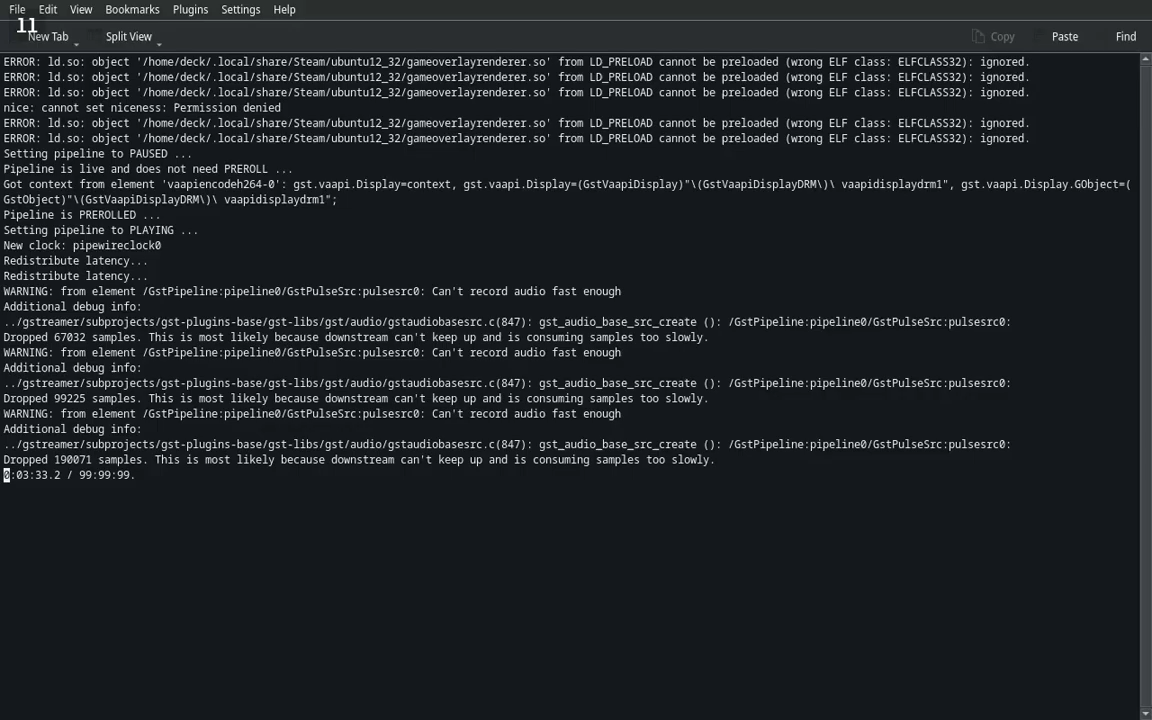 File Edit View Bookmarks Plugins Settings Help
11
New Tab Split View Copy Paste Find
ERROR: ld.so: object '/home/deck/.local/share/Steam/ubuntu12_32/gameoverlayrenderer.so' from LD_PRELOAD cannot be preloaded (wrong ELF class: ELFCLASS32): ignored.
ERROR: ld.so: object '/home/deck/.local/share/Steam/ubuntu12_32/gameoverlayrenderer.so' from LD_PRELOAD cannot be preloaded (wrong ELF class: ELFCLASS32): ignored.
ERROR: ld.so: object '/home/deck/.local/share/Steam/ubuntu12_32/gameoverlayrenderer.so' from LD_PRELOAD cannot be preloaded (wrong ELF class: ELFCLASS32): ignored.
nice: cannot set niceness: Permission denied
ERROR: ld.so: object '/home/deck/.local/share/Steam/ubuntu12_32/gameoverlayrenderer.so' from LD_PRELOAD cannot be preloaded (wrong ELF class: ELFCLASS32): ignored.
ERROR: ld.so: object '/home/deck/.local/share/Steam/ubuntu12_32/gameoverlayrenderer.so' from LD_PRELOAD cannot be preloaded (wrong ELF class: ELFCLASS32): ignored.
Setting pipeline to PAUSED ...
Pipeline is live and does not need PREROLL ...
Got context from element 'vaapiencodeh264-0': gst.vaapi.Display=context, gst.vaapi.Display=(GstVaapiDisplay)"\(GstVaapiDisplayDRM\)\ vaapidisplaydrm1", gst.vaapi.Display.GObject=(
GstObject)"\(GstVaapiDisplayDRM\)\ vaapidisplaydrm1";
Pipeline is PREROLLED ...
Setting pipeline to PLAYING ...
New clock: pipewireclock0
Redistribute latency...
Redistribute latency...
WARNING: from element /GstPipeline:pipeline0/GstPulseSrc:pulsesrc0: Can't record audio fast enough
Additional debug info:
../gstreamer/subprojects/gst-plugins-base/gst-libs/gst/audio/gstaudiobasesrc.c(847): gst_audio_base_src_create (): /GstPipeline:pipeline0/GstPulseSrc:pulsesrc0:
Dropped 67032 samples. This is most likely because downstream can't keep up and is consuming samples too slowly.
WARNING: from element /GstPipeline:pipeline0/GstPulseSrc:pulsesrc0: Can't record audio fast enough
Additional debug info:
../gstreamer/subprojects/gst-plugins-base/gst-libs/gst/audio/gstaudiobasesrc.c(847): gst_audio_base_src_create (): /GstPipeline:pipeline0/GstPulseSrc:pulsesrc0:
Dropped 99225 samples. This is most likely because downstream can't keep up and is consuming samples too slowly.
WARNING: from element /GstPipeline:pipeline0/GstPulseSrc:pulsesrc0: Can't record audio fast enough
Additional debug info:
../gstreamer/subprojects/gst-plugins-base/gst-libs/gst/audio/gstaudiobasesrc.c(847): gst_audio_base_src_create (): /GstPipeline:pipeline0/GstPulseSrc:pulsesrc0:
Dropped 190071 samples. This is most likely because downstream can't keep up and is consuming samples too slowly.
0:03:33.2 / 99:99:99.